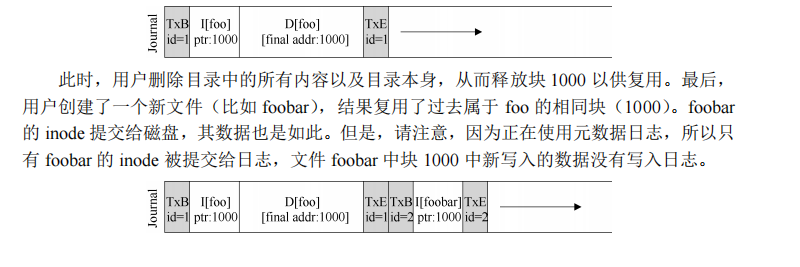 Journal
TxB I[foo] D[foo] TxE
id=1 ptr:1000 [final addr:1000] id=1
此时，用户删除目录中的所有内容以及目录本身，从而释放块 1000 以供复用。最后，
用户创建了一个新文件（比如 foobar），结果复用了过去属于 foo 的相同块（1000）。foobar
的 inode 提交给磁盘，其数据也是如此。但是，请注意，因为正在使用元数据日志，所以只
有 foobar 的 inode 被提交给日志，文件 foobar 中块 1000 中新写入的数据没有写入日志。
Journal
TxB I[foo] D[foo] TxE TxB I[foobar] TxE
id=1 ptr:1000 [final addr:1000] id=1 id=2 ptr:1000 id=2